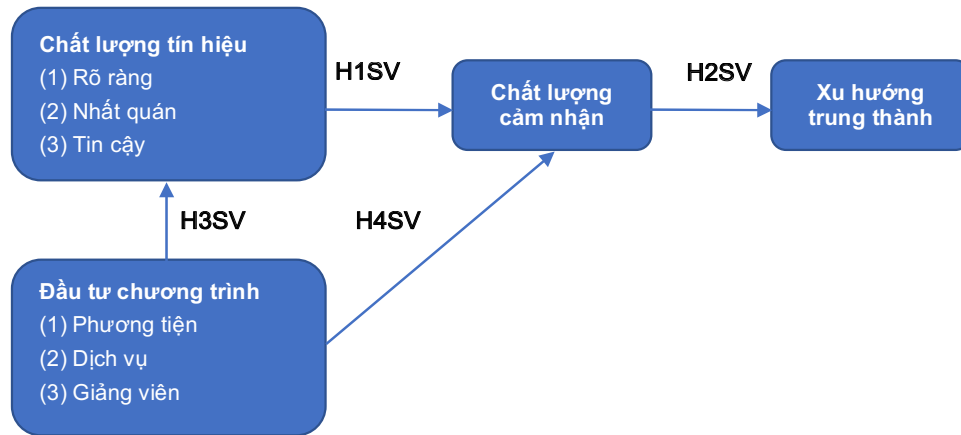 Chất lượng tín hiệu
(1) Rõ ràng
(2) Nhất quán
(3) Tin cậy
H1SV
Chất lượng
cảm nhận
H2SV
Xu hướng
trung thành
H3SV
H4SV
Đầu tư chương trình
(1) Phương tiện
(2) Dịch vụ
(3) Giảng viên